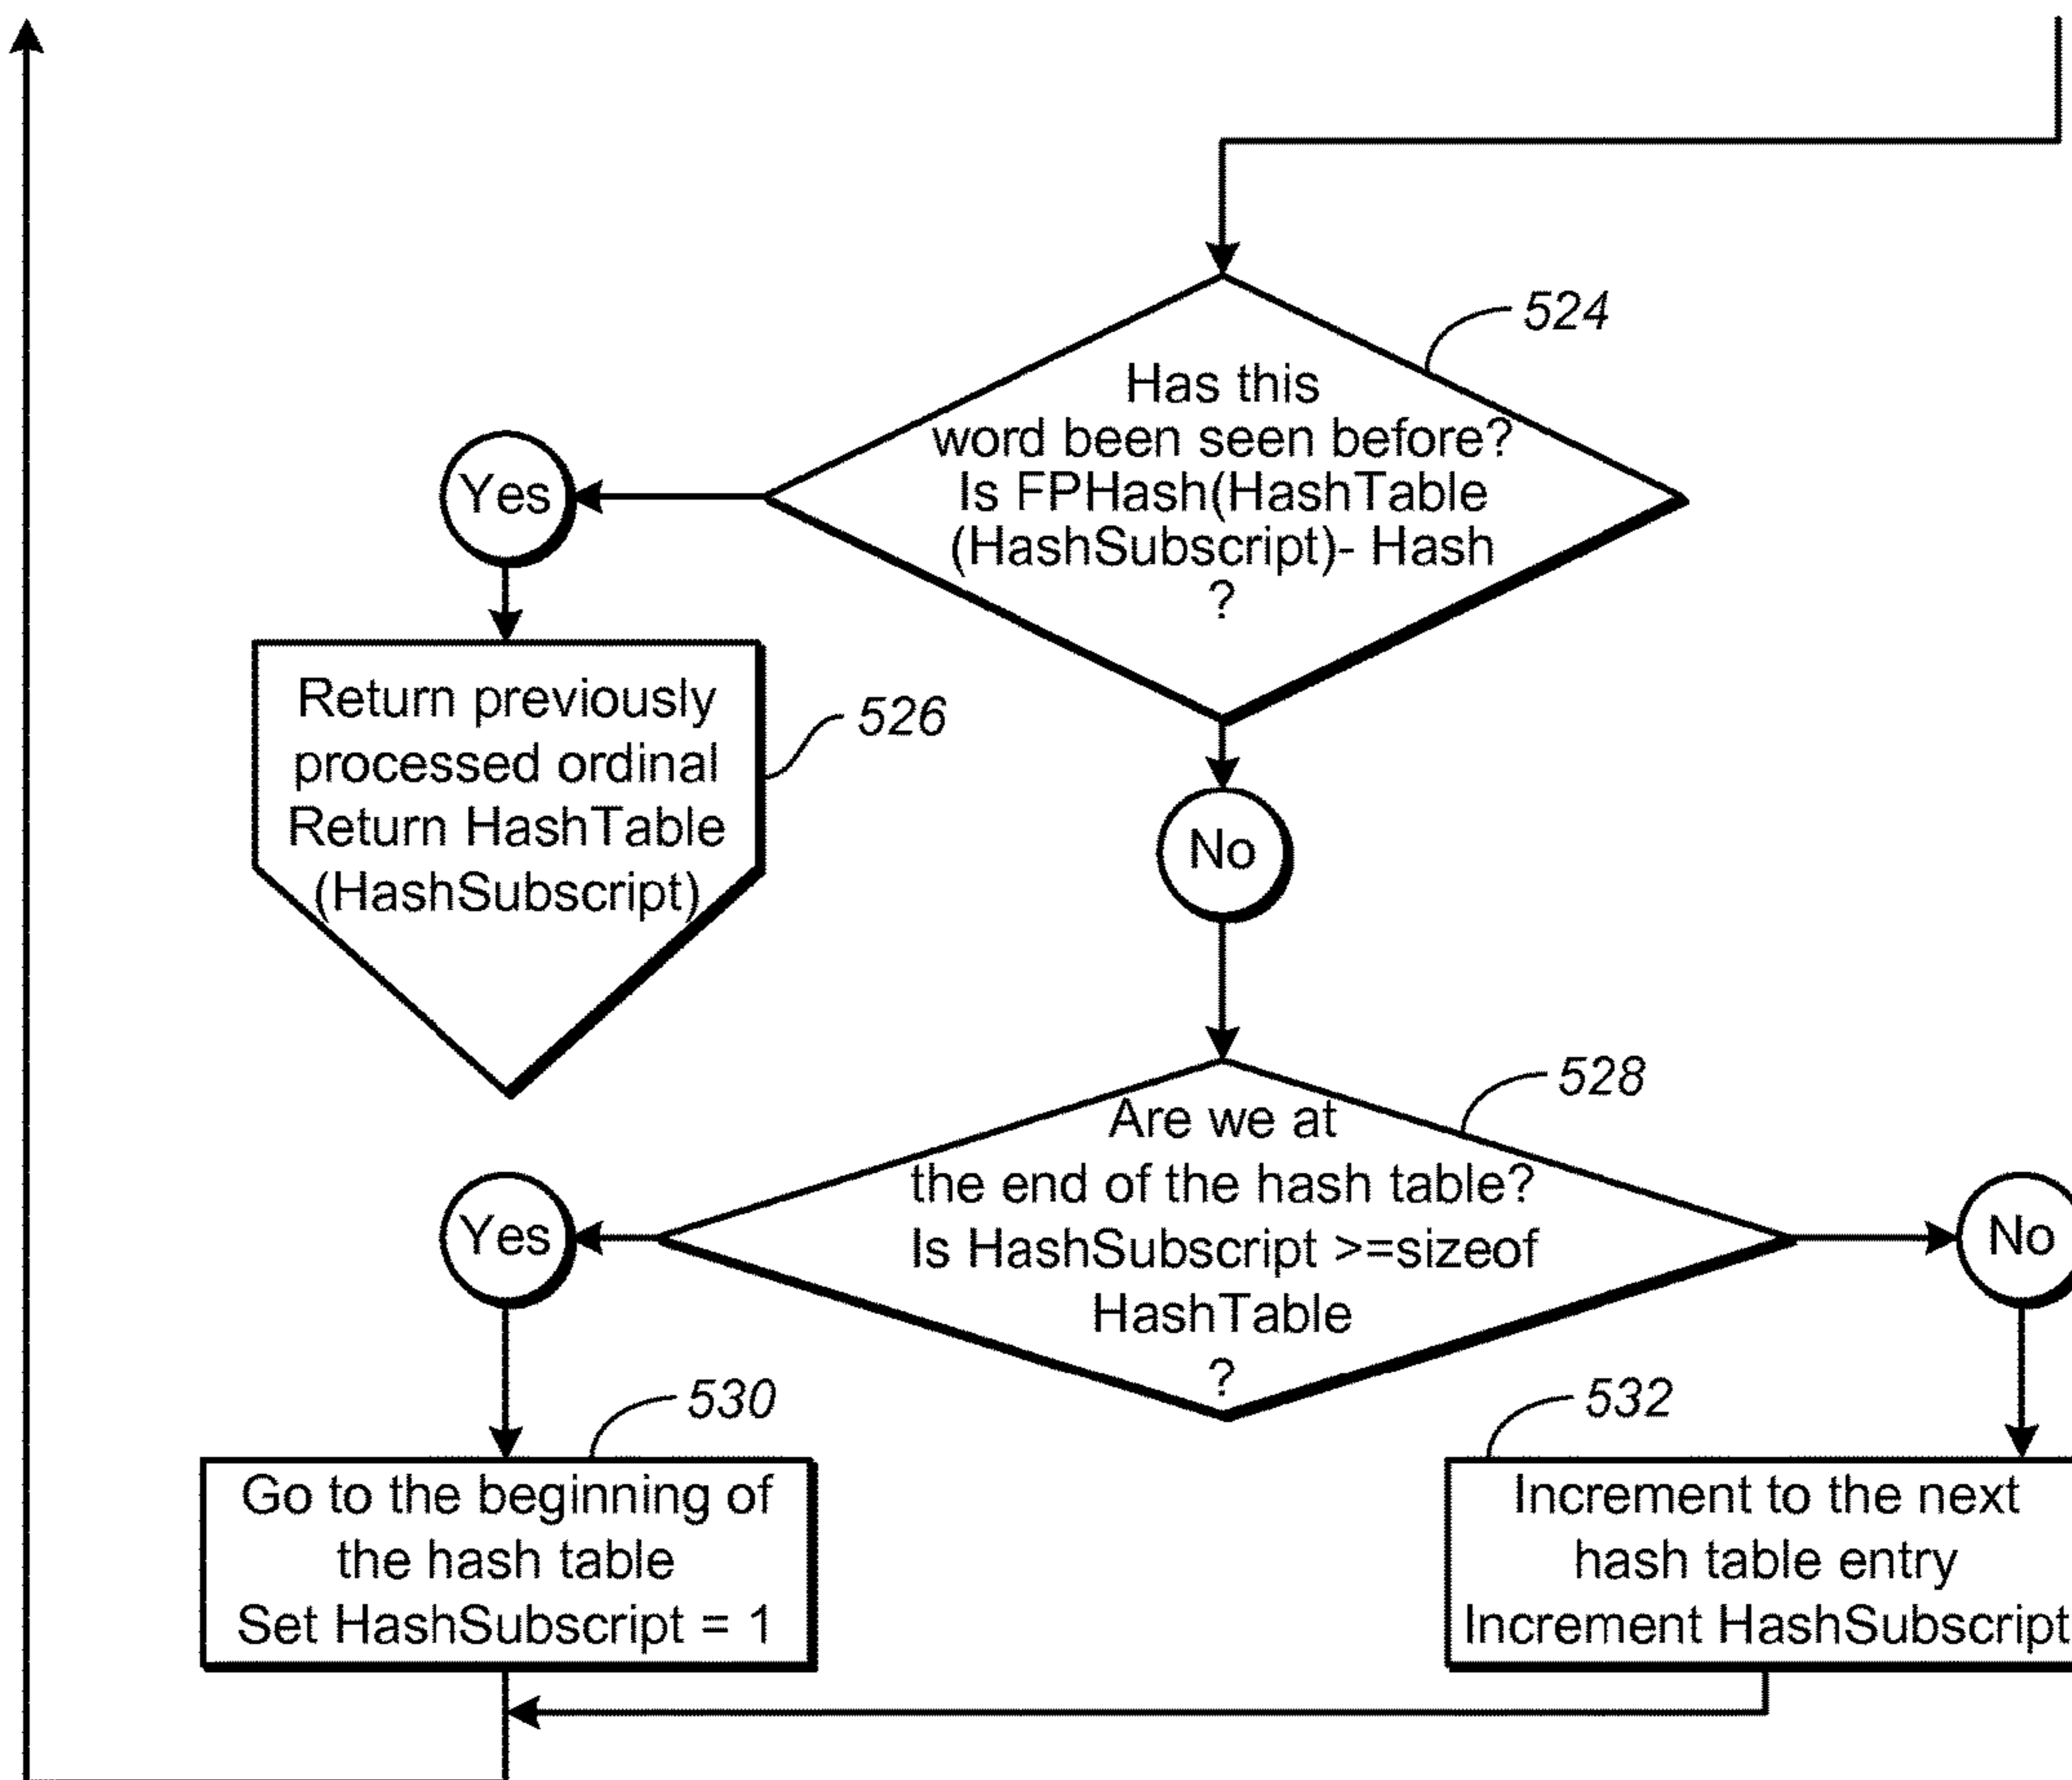 524
Has this
word been seen before?
Is FPHash(HashTable
(HashSubscript)- Hash
?
Yes
Return previously
processed ordinal
Return HashTable
(HashSubscript)
526
No
528
Are we at
the end of the hash table?
Is HashSubscript >=sizeof
HashTable
?
Yes
No
530
Go to the beginning of
the hash table
Set HashSubscript = 1
532
Increment to the next
hash table entry
Increment HashSubscript